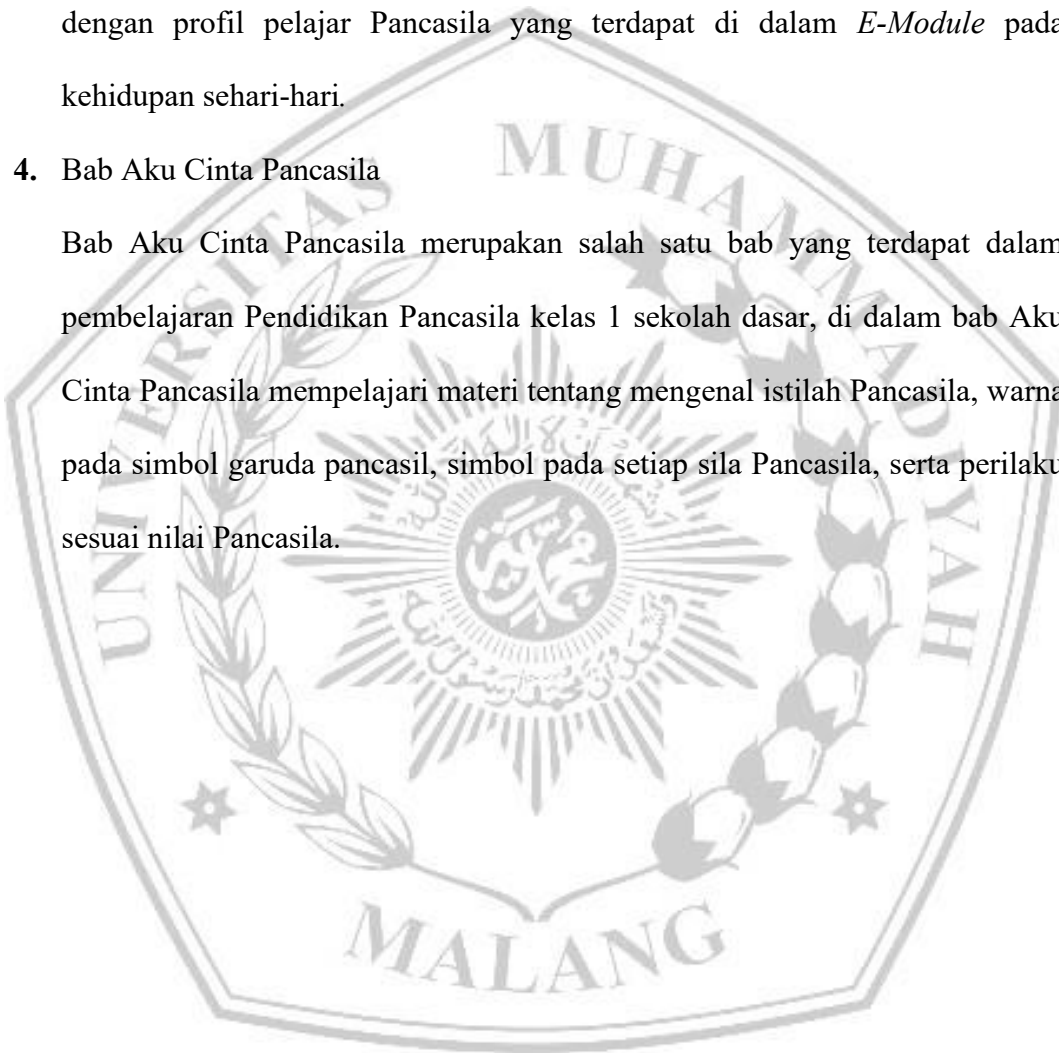 dengan profil pelajar Pancasila yang terdapat di dalam E-Module pada
kehidupan sehari-hari.
4. Bab Aku Cinta Pancasila
Bab Aku Cinta Pancasila merupakan salah satu bab yang terdapat dalam
pembelajaran Pendidikan Pancasila kelas 1 sekolah dasar, di dalam bab Aku
Cinta Pancasila mempelajari materi tentang mengenal istilah Pancasila, warna
pada simbol garuda pancasil, simbol pada setiap sila Pancasila, serta perilaku
sesuai nilai Pancasila.
UNIVERSITAS MUHAMMADIYAH
MALANG